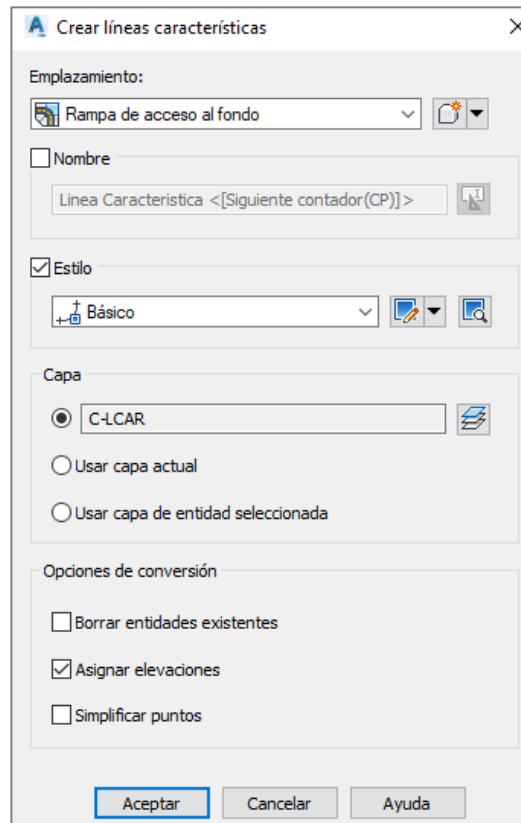 Crear líneas características
Emplazamiento:
Rampa de acceso al fondo
Nombre
Linea Caracteristica <[Siguiente contador(CP)]>
Estilo
Básico
Capa
C-LCAR
Usar capa actual
Usar capa de entidad seleccionada
Opciones de conversión
Borrar entidades existentes
Asignar elevaciones
Simplificar puntos
Aceptar Cancelar Ayuda